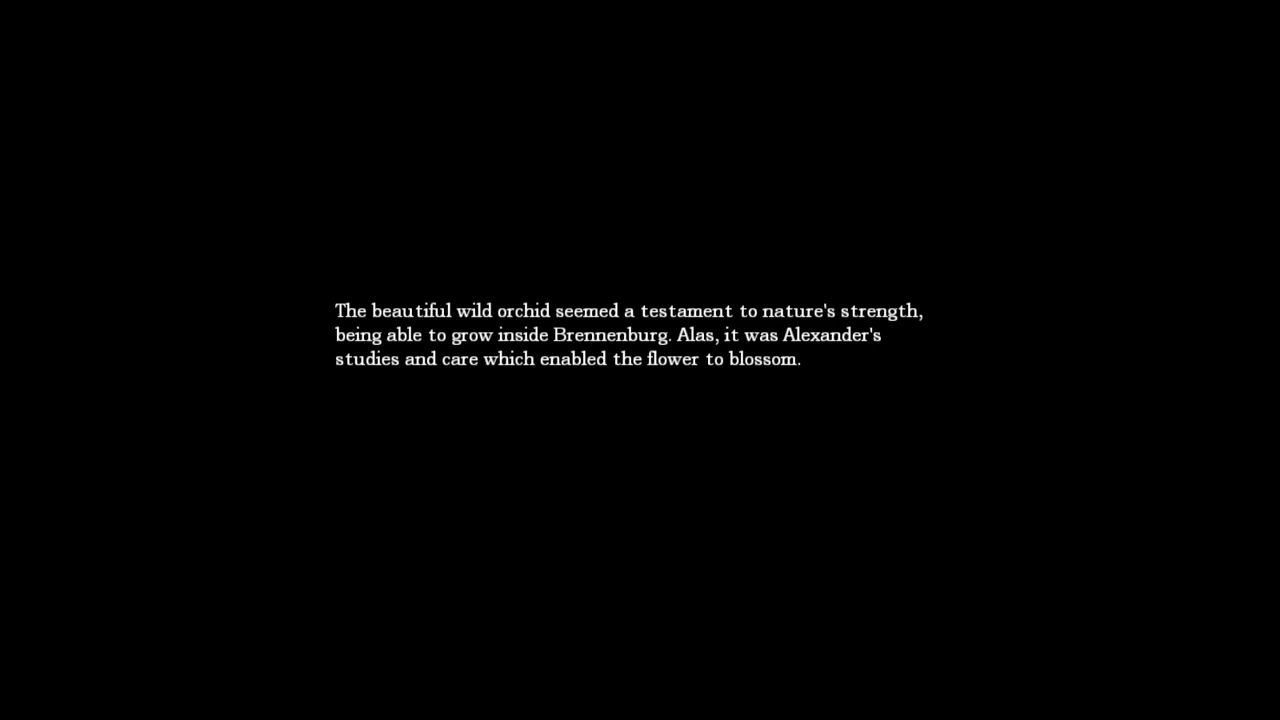 The beautiful wild orchid seemed a testament to nature's strength,
being able to grow inside Brennenburg. Alas, it was Alexander's
studies and care which enabled the flower to blossom.